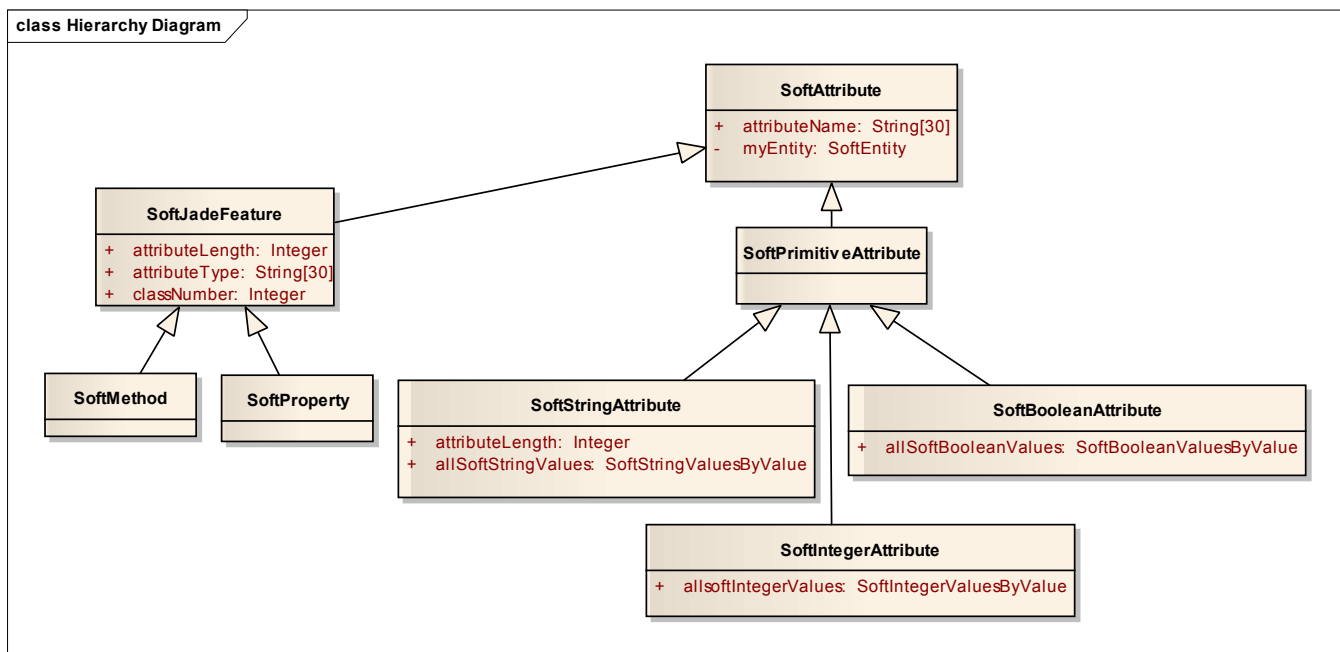 class Hierarchy Diagram
SoftAttribute
+ attributeName: String[30]
- myEntity: SoftEntity
SoftJadeFeature
+ attributeLength: Integer
+ attributeType: String[30]
+ classNumber: Integer
SoftPrimitiveAttribute
SoftMethod
SoftProperty
SoftStringAttribute
+ attributeLength: Integer
+ allSoftStringValues: SoftStringValuesByValue
SoftBooleanAttribute
+ allSoftBooleanValues: SoftBooleanValuesByValue
SoftIntegerAttribute
+ allsoftIntegerValues: SoftIntegerValuesByValue